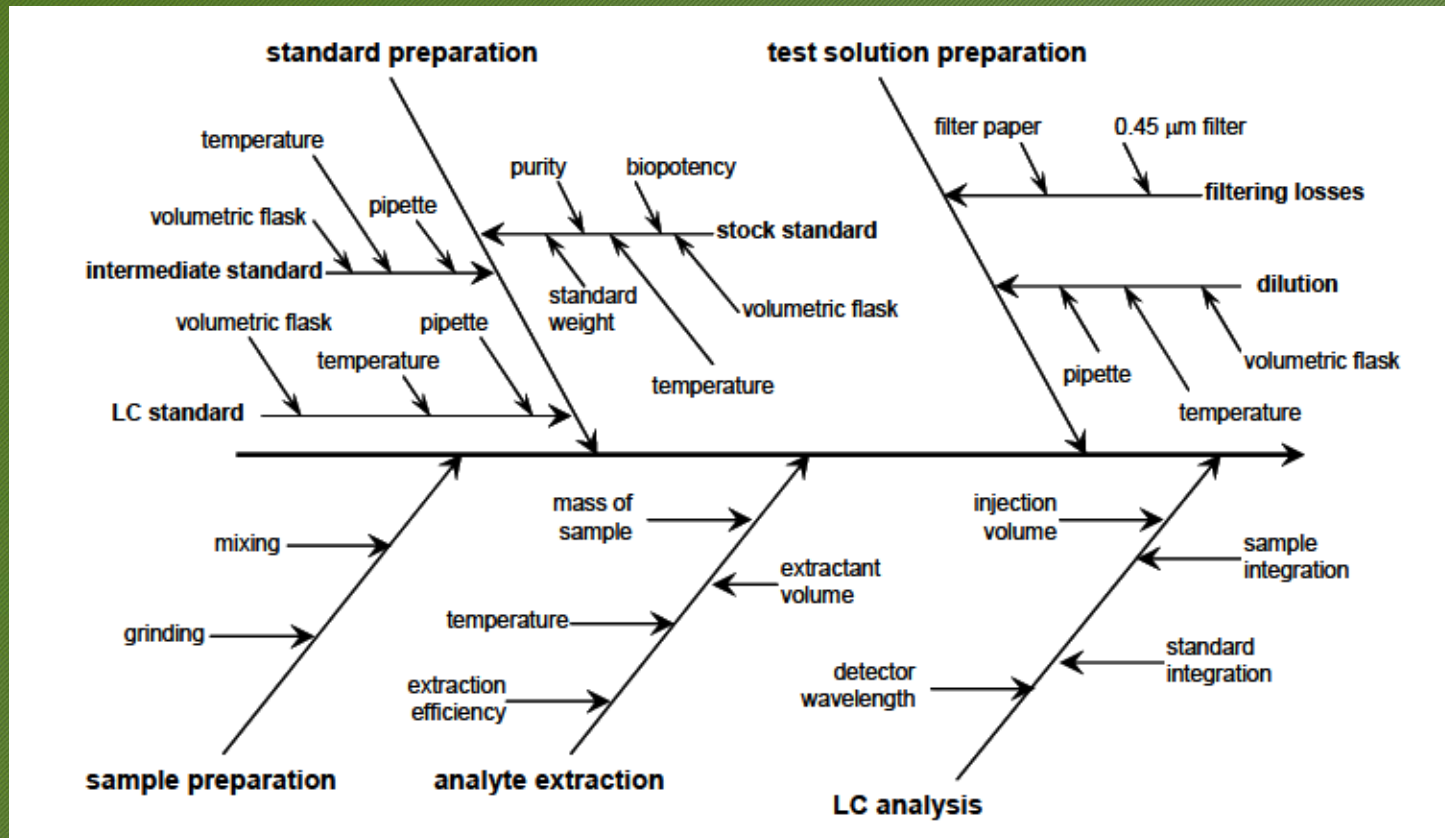 standard preparation
test solution preparation
temperature
purity
biopotency
volumetric flask
pipette
stock standard
intermediate standard
standard
weight
volumetric flask
temperature
volumetric flask
pipette
temperature
LC standard
filter paper
0.45 μm filter
filtering losses
dilution
pipette
volumetric flask
temperature
mixing
grinding
sample preparation
mass of
sample
extractant
volume
temperature
extraction
efficiency
analyte extraction
injection
volume
sample
integration
standard
integration
detector
wavelength
LC analysis